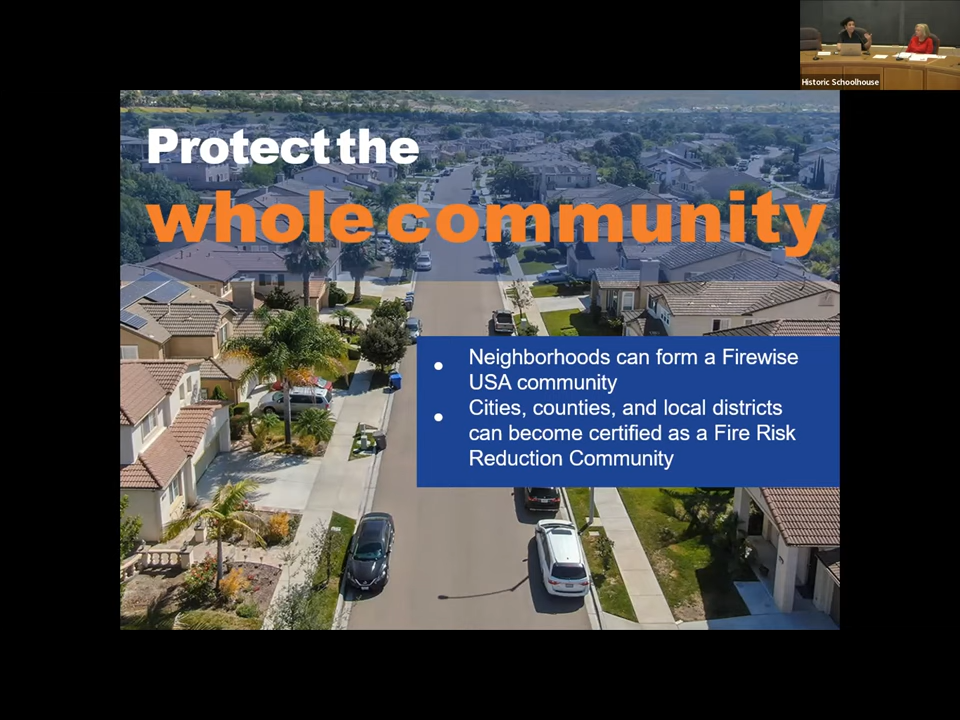 Historic Schoolhouse
Protect the
whole community
• Neighborhoods can form a Firewise
USA community
• Cities, counties, and local districts
can become certified as a Fire Risk
Reduction Community